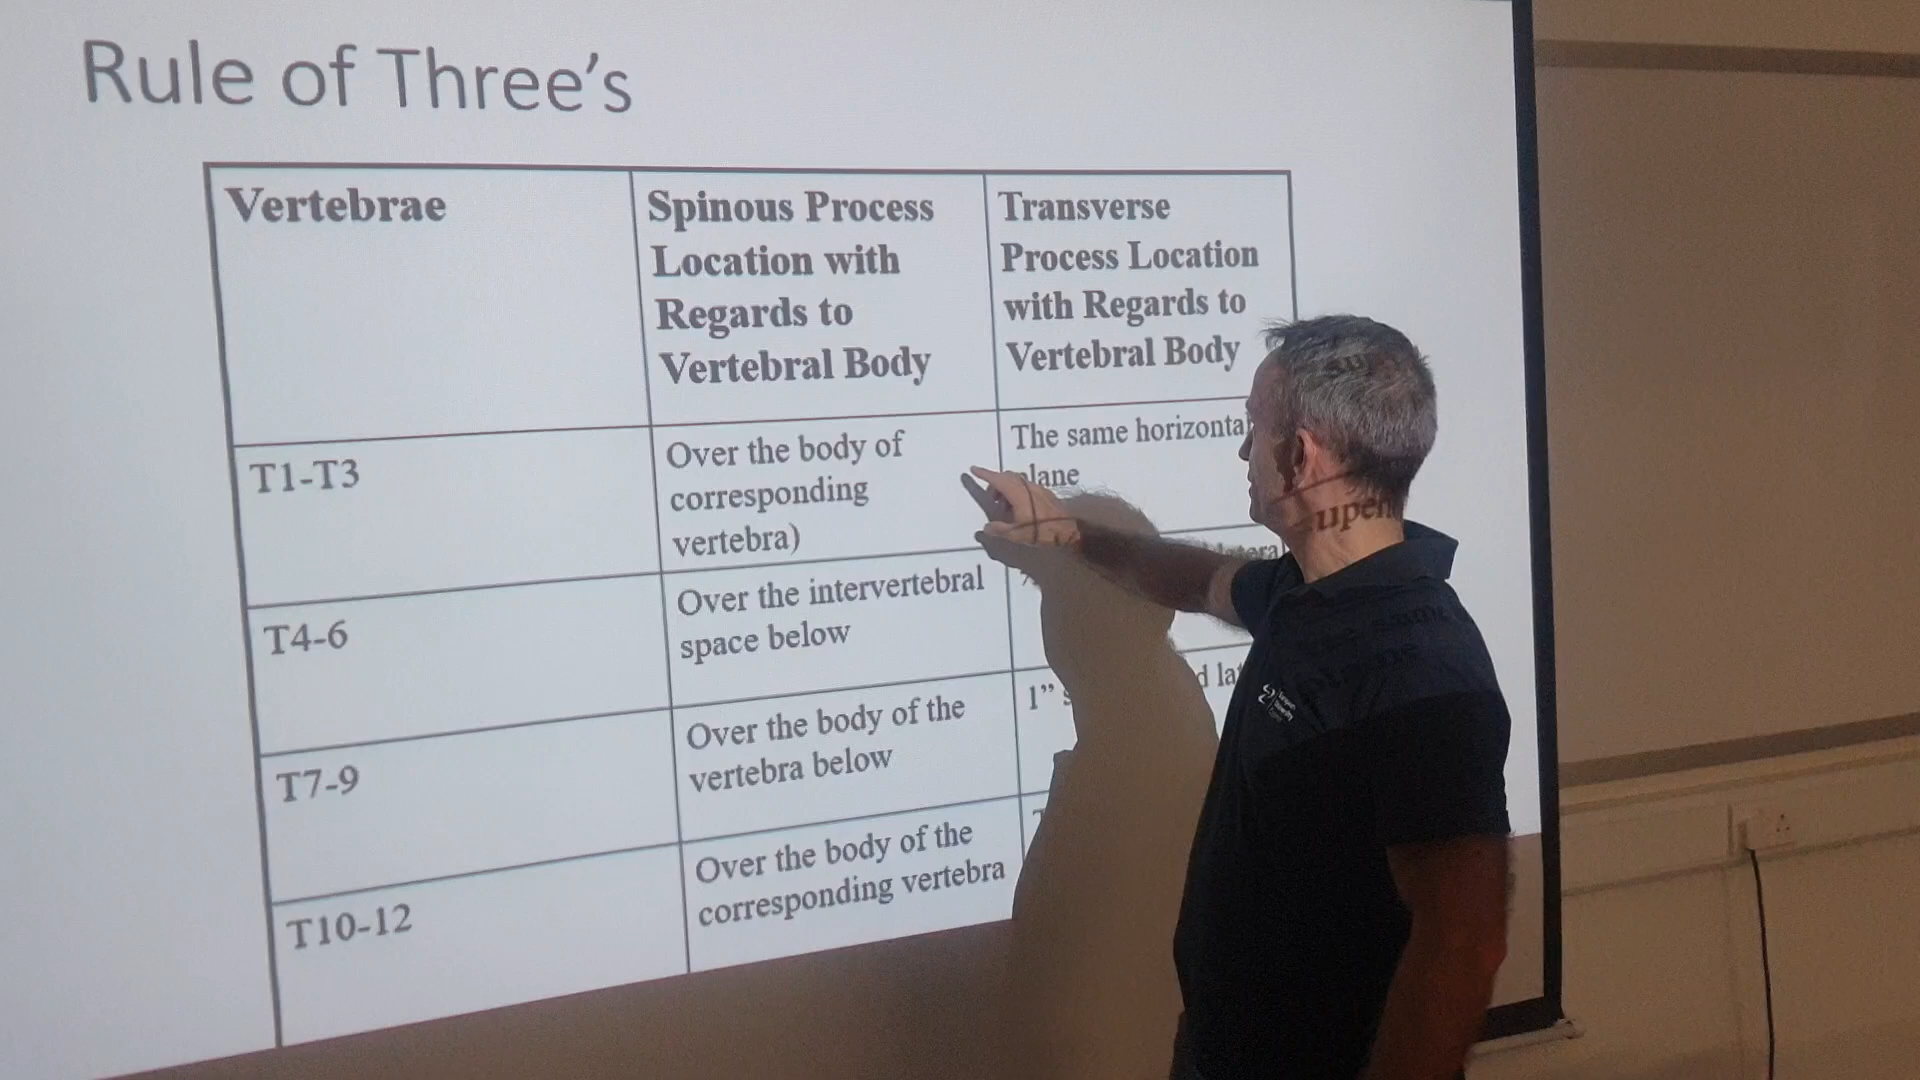 Rule of Three's
Vertebrae
Spinous Process
Location with
Regards to
Vertebral Body
Transverse
Process Location
with Regards to
Vertebral Body
T1-T3
Over the body of
corresponding
vertebra)
The same horizonta
plane
T4-6
Over the intervertebral
space below
T7-9
Over the body of the
vertebra below
1”
T10-12
Over the body of the
corresponding vertebra